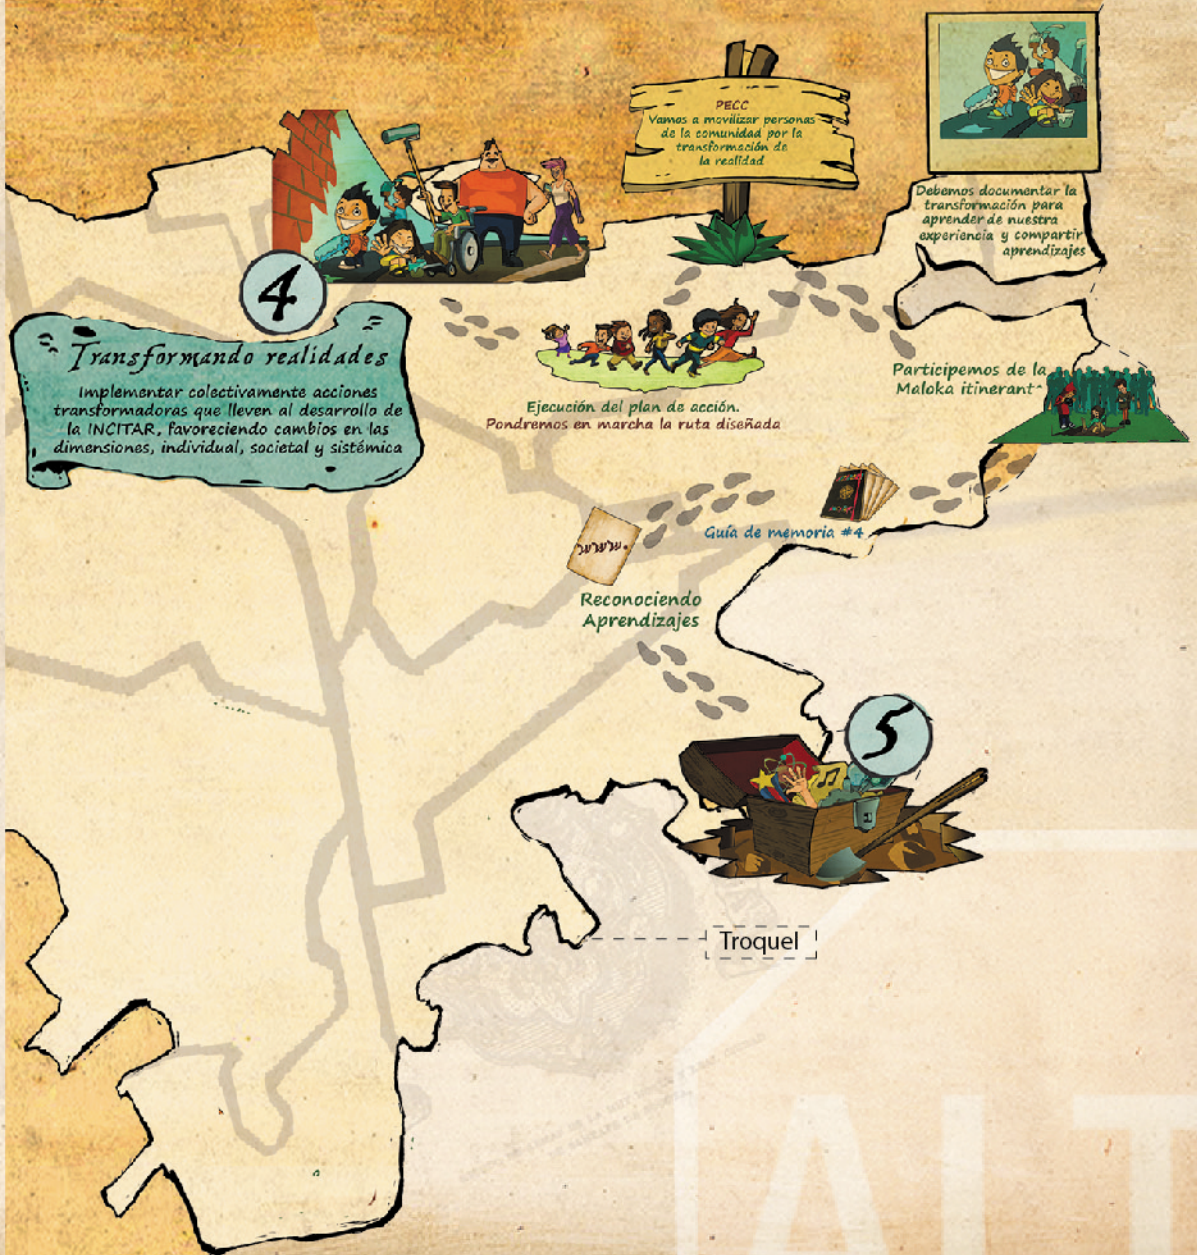 PECC
Vamos a movilizar personas
de la comunidad por la
transformación de
la realidad
Debemos documentar la
transformación para
aprender de nuestra
experiencia y compartir
aprendizajes
4
Transformando realidades
Implementar colectivamente acciones
transformadoras que lleven al desarrollo de
la INCITAR, favoreciendo cambios en las
dimensiones, individual, societal y sistémica
Ejecución del plan de acción.
Pondremos en marcha la ruta diseñada
Participemos de la
Maloka itinerant
Guía de memoria #4
Reconociendo
Aprendizajes
5
Troquel
ALT